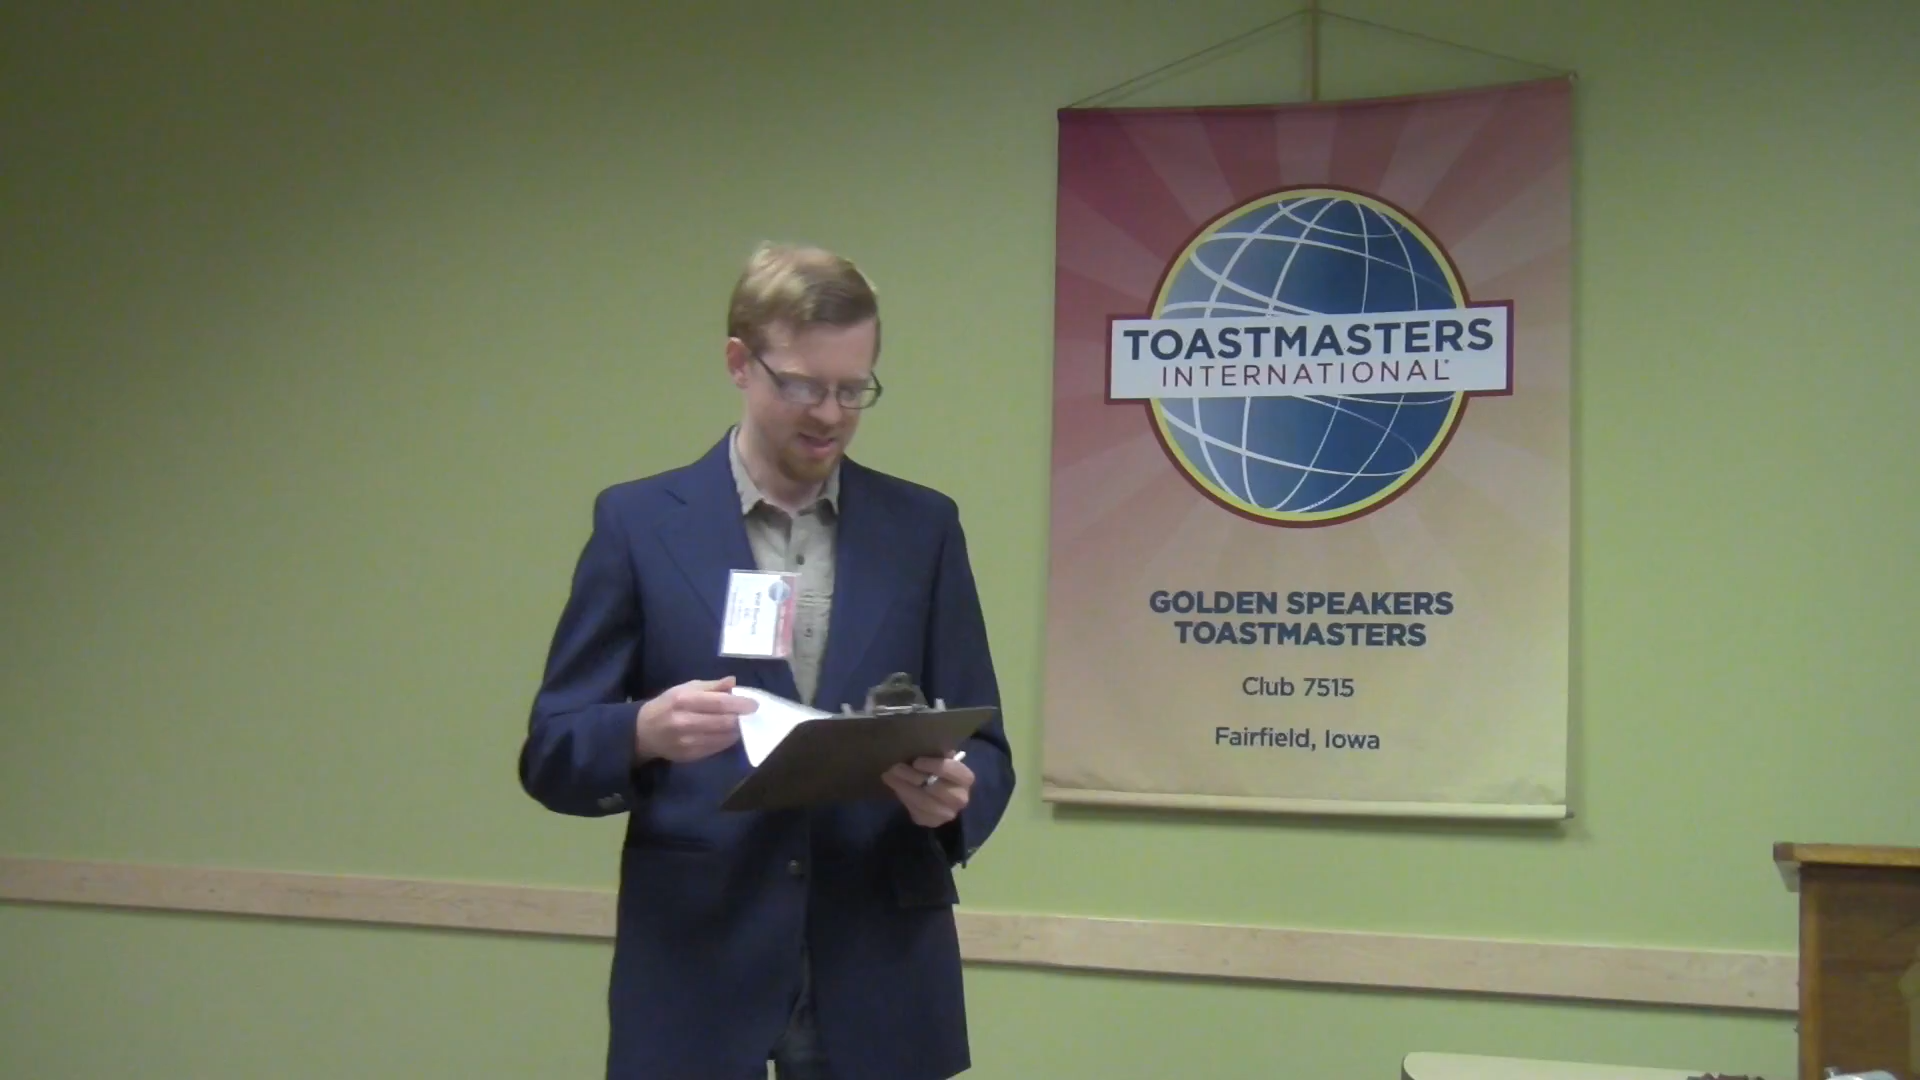 TOASTMASTERS
INTERNATIONAL
GOLDEN SPEAKERS
TOASTMASTERS
Club 7515
Fairfield, Iowa